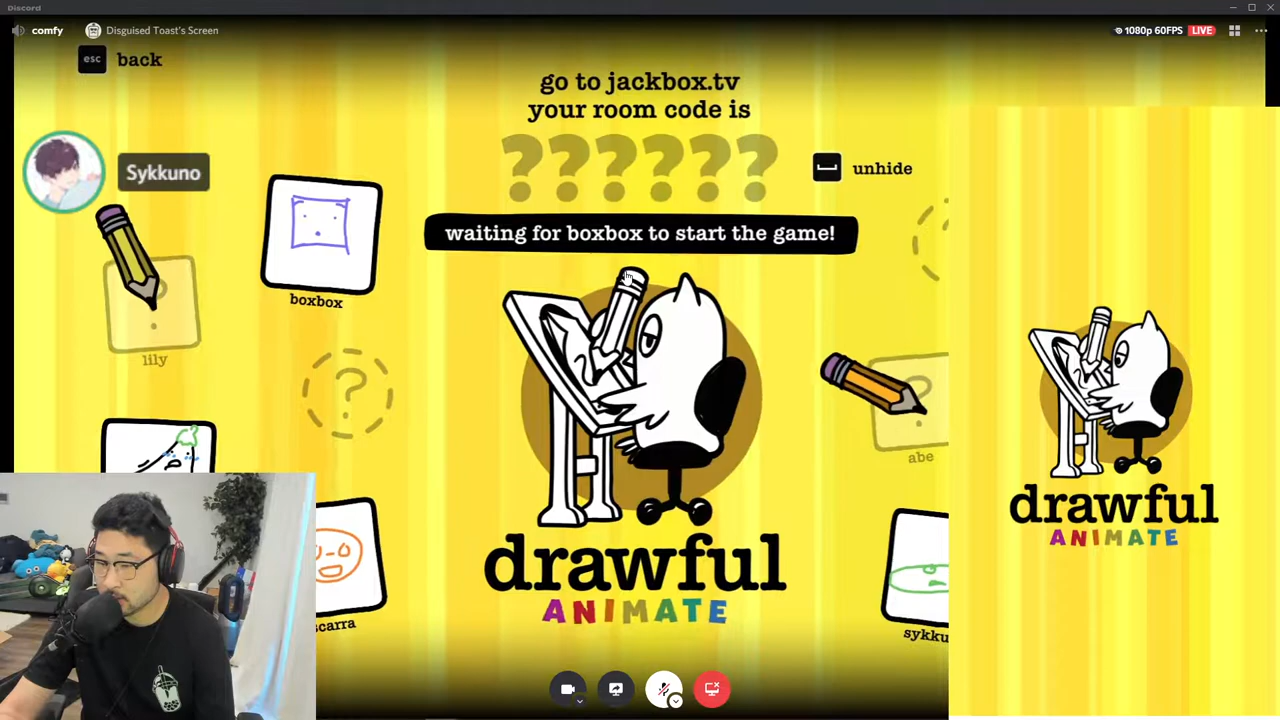 Discord
comfy
Disguised Toast's Screen
1080p 60FPS
LIVE
esc
back
go to jackbox.tv
your room code is
??????
unhide
Sykkuno
waiting for boxbox to start the game!
boxbox
lily
abe
drawful
ANIMATE
drawful
ANIMATE
scarra
sykku